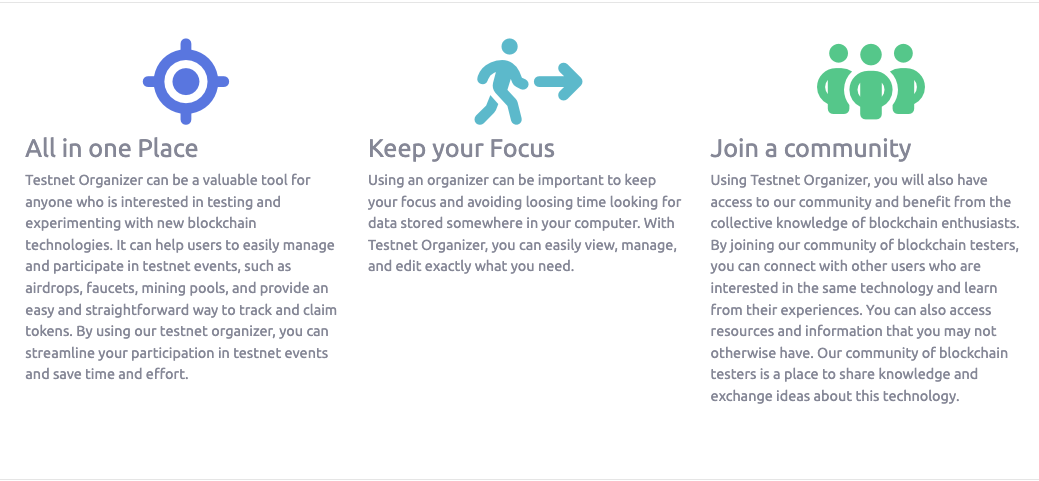 All in one Place
Testnet Organizer can be a valuable tool for
anyone who is interested in testing and
experimenting with new blockchain
technologies. It can help users to easily manage
and participate in testnet events, such as
airdrops, faucets, mining pools, and provide an
easy and straightforward way to track and claim
tokens. By using our testnet organizer, you can
streamline your participation in testnet events
and save time and effort.
Keep your Focus
Using an organizer can be important to keep
your focus and avoiding loosing time looking for
data stored somewhere in your computer. With
Testnet Organizer, you can easily view, manage,
and edit exactly what you need.
Join a community
Using Testnet Organizer, you will also have
access to our community and benefit from the
collective knowledge of blockchain enthusiasts.
By joining our community of blockchain testers,
you can connect with other users who are
interested in the same technology and learn
from their experiences. You can also access
resources and information that you may not
otherwise have. Our community of blockchain
testers is a place to share knowledge and
exchange ideas about this technology.